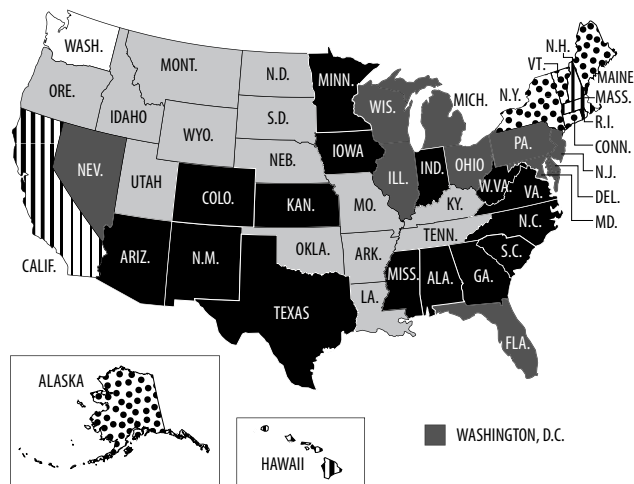 WASH.
MONT.
N.D.
MINN.
N.H.
VT.
MAINE
ORE.
MASS.
N.Y.
MICH.
WIS.
S.D.
IDAHO
R.I.
WYO.
CONN.
PA.
IOWA
NEB.
OHIO
IND.
ILL.
NEV.
N.J.
UTAH
COLO.
KAN.
MO.
KY.
W.VA.
VA.
DEL.
MD.
N.C.
TENN.
CALIF.
ARIZ.
N.M.
OKLA.
ARK.
S.C.
MISS.
ALA.
GA.
LA.
TEXAS
FLA.
ALASKA
HAWAII
WASHINGTON, D.C.